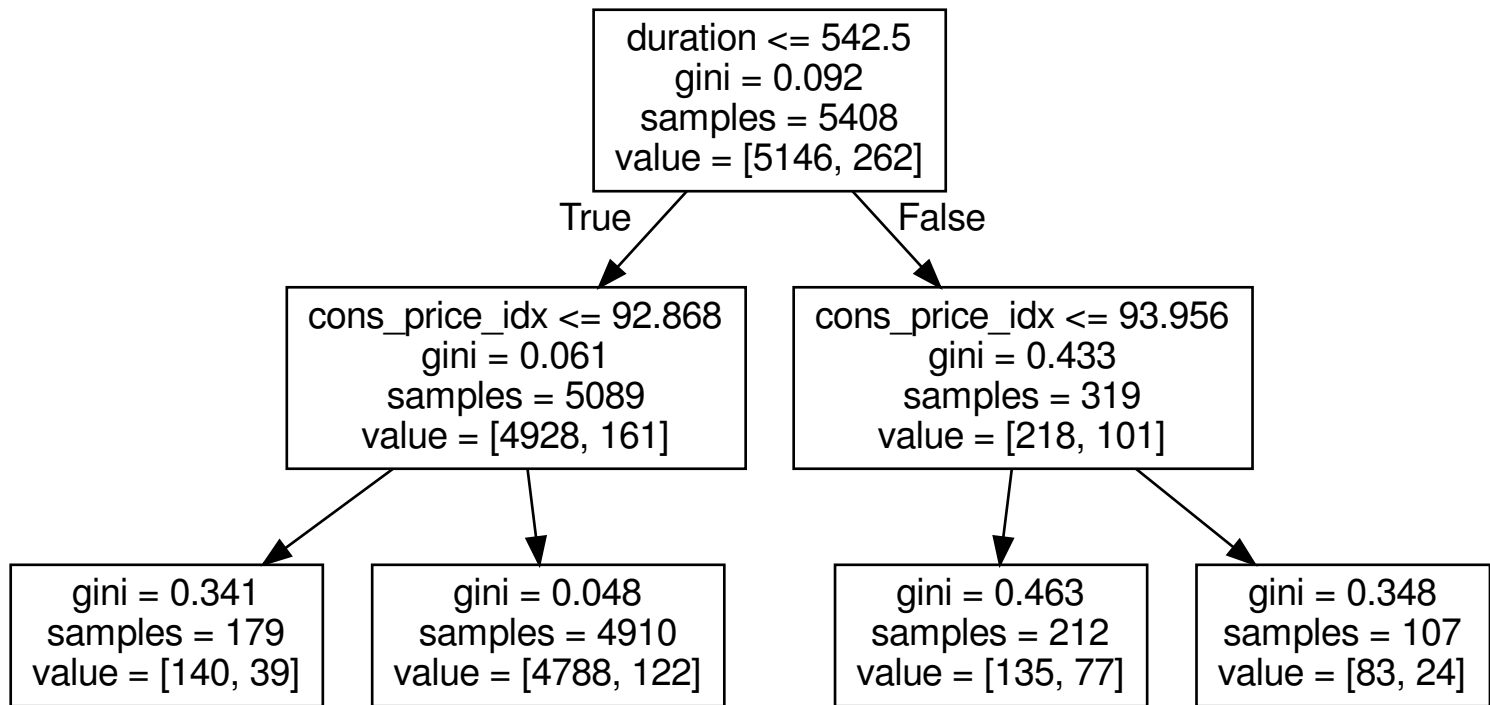 duration <= 542.5
gini = 0.092
samples = 5408
value = [5146, 262]
True
False
cons_price_idx <= 92.868
gini = 0.061
samples = 5089
value = [4928, 161]
cons_price_idx <= 93.956
gini = 0.433
samples = 319
value = [218, 101]
gini = 0.341
samples = 179
value = [140, 39]
gini = 0.048
samples = 4910
value = [4788, 122]
gini = 0.463
samples = 212
value = [135, 77]
gini = 0.348
samples = 107
value = [83, 24]